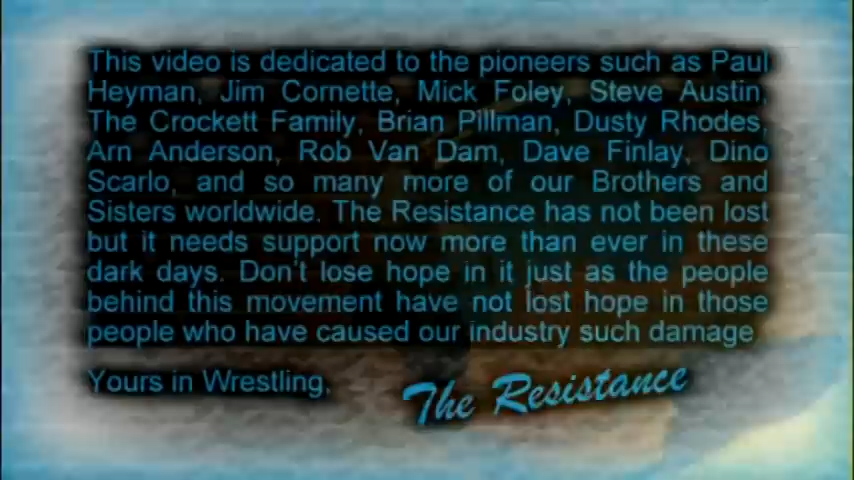 This video is dedicated to the pioneers such as Paul
Heyman, Jim Cornette, Mick Foley, Steve Austin,
The Crockett Family, Brian Pillman, Dusty Rhodes,
Arn Anderson, Rob Van Dam, Dave Finlay, Dino
Scarlo, and so many more of our Brothers and
Sisters worldwide. The Resistance has not been lost
but it needs support now more than ever in these
dark days. Don't lose hope in it just as the people
behind this movement have not lost hope in those
people who have caused our industry such damage
Yours in Wrestling,
The Resistance